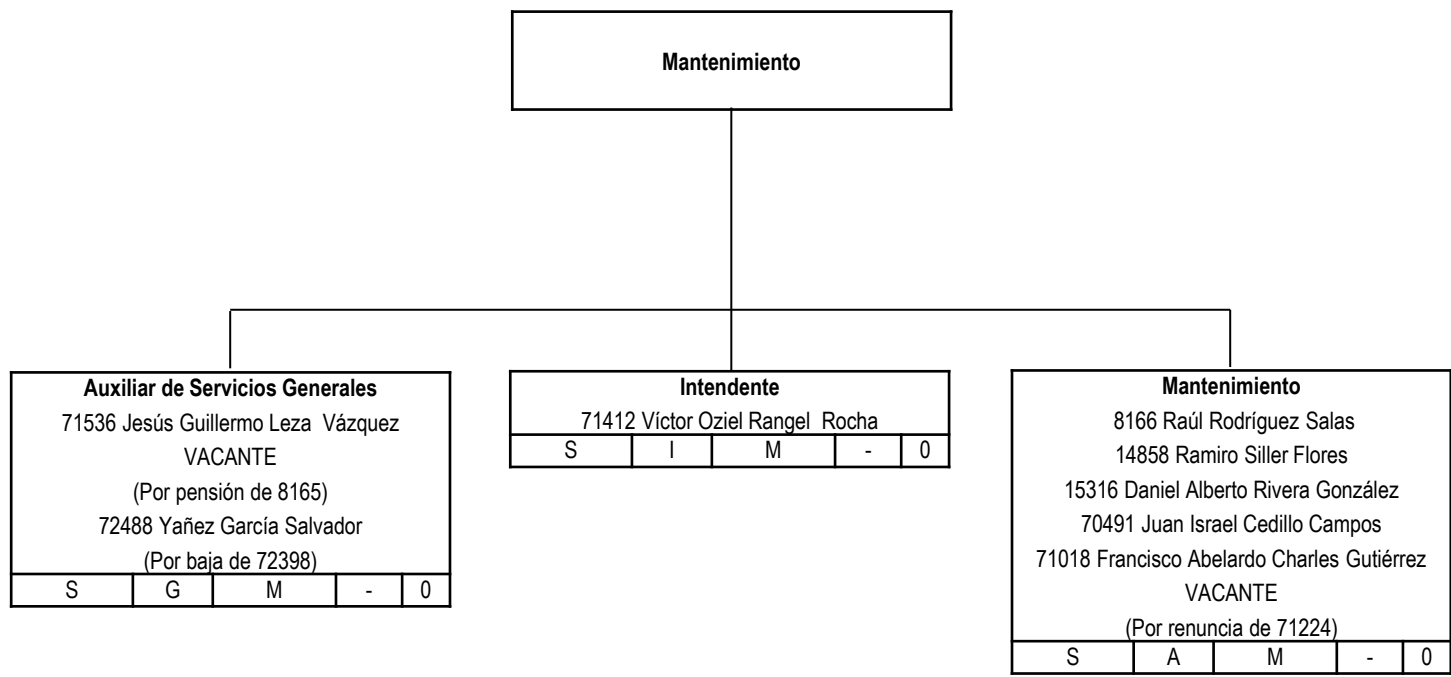 Mantenimiento
Auxiliar de Servicios Generales
71536 Jesús Guillermo Leza Vázquez
VACANTE
(Por pensión de 8165)
72488 Yañez García Salvador
(Por baja de 72398)
S G M - 0
Intendente
71412 Víctor Oziel Rangel Rocha
S I M - 0
Mantenimiento
8166 Raúl Rodríguez Salas
14858 Ramiro Siller Flores
15316 Daniel Alberto Rivera González
70491 Juan Israel Cedillo Campos
71018 Francisco Abelardo Charles Gutiérrez
VACANTE
(Por renuncia de 71224)
S A M - 0